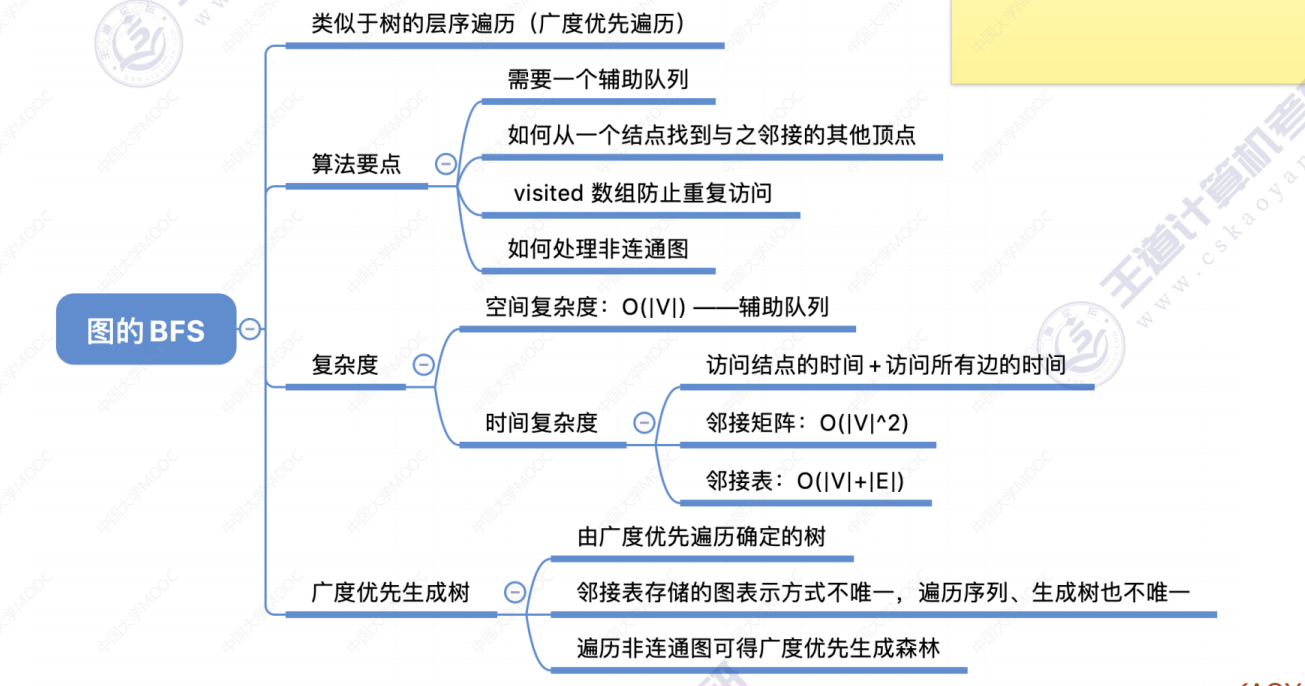 类似于树的层序遍历（广度优先遍历）
需要一个辅助队列
如何从一个结点找到与之邻接的其他顶点
算法要点
visited 数组防止重复访问
如何处理非连通图
图的BFS
空间复杂度：O(|V|) ——辅助队列
复杂度
访问结点的时间+访问所有边的时间
时间复杂度
邻接矩阵：O(|V|^2)
邻接表：O(|V|+|E|)
由广度优先遍历确定的树
广度优先生成树
邻接表存储的图表示方式不唯一，遍历序列、生成树也不唯一
遍历非连通图可得广度优先生成森林
中国大学MOOC
王道计算机考
www.cskaoyan